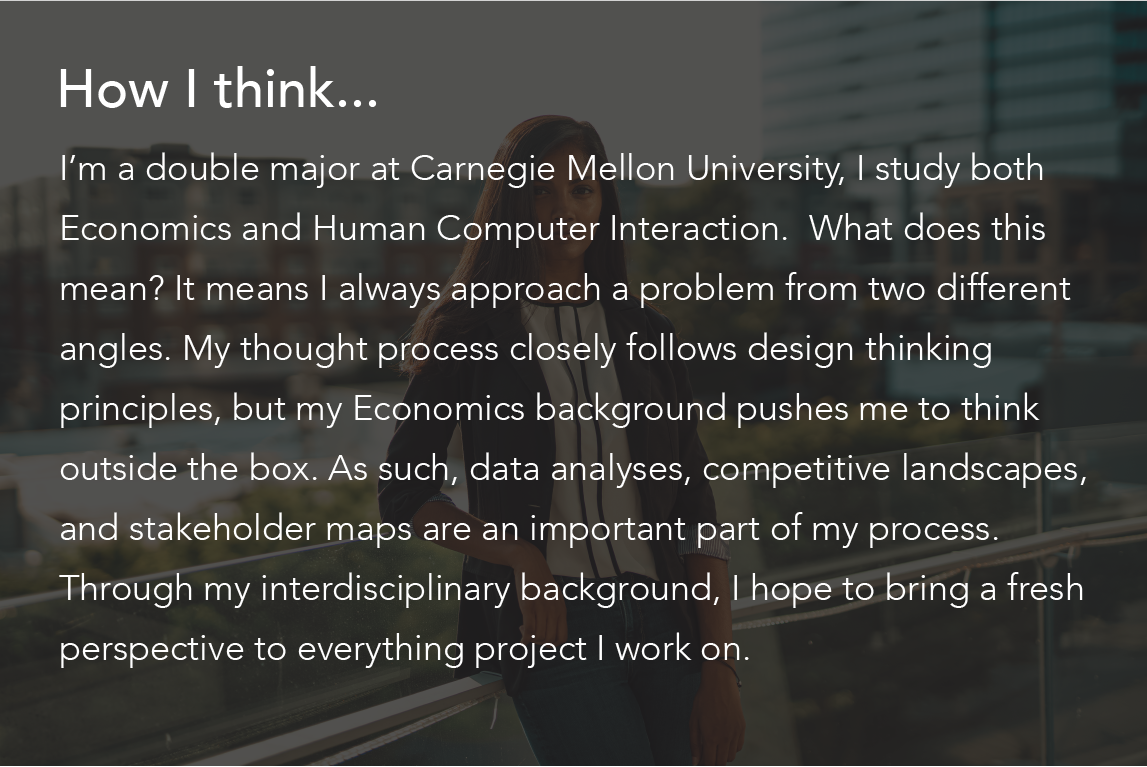 How I think...
I’m a double major at Carnegie Mellon University, I study both
Economics and Human Computer Interaction.  What does this
mean? It means I always approach a problem from two different
angles. My thought process closely follows design thinking
principles, but my Economics background pushes me to think
outside the box. As such, data analyses, competitive landscapes,
and stakeholder maps are an important part of my process.
Through my interdisciplinary background, I hope to bring a fresh
perspective to everything project I work on.